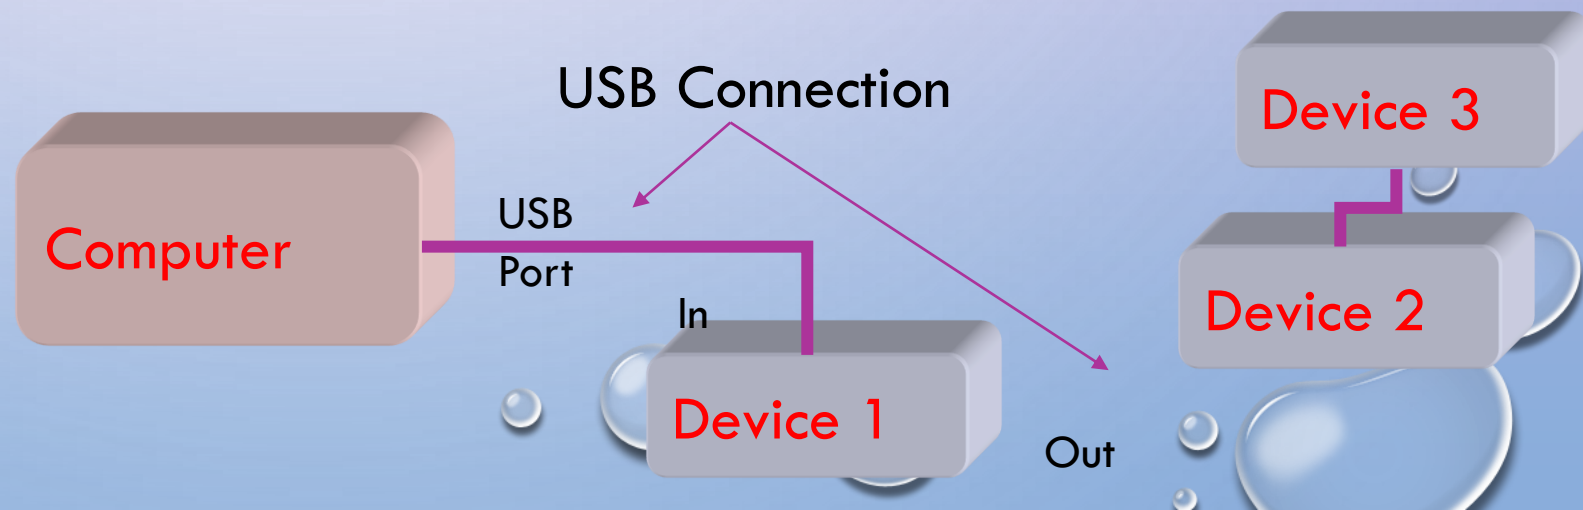 USB Connection
Device 3
Computer
USB
Port
In
Device 2
Device 1
Out